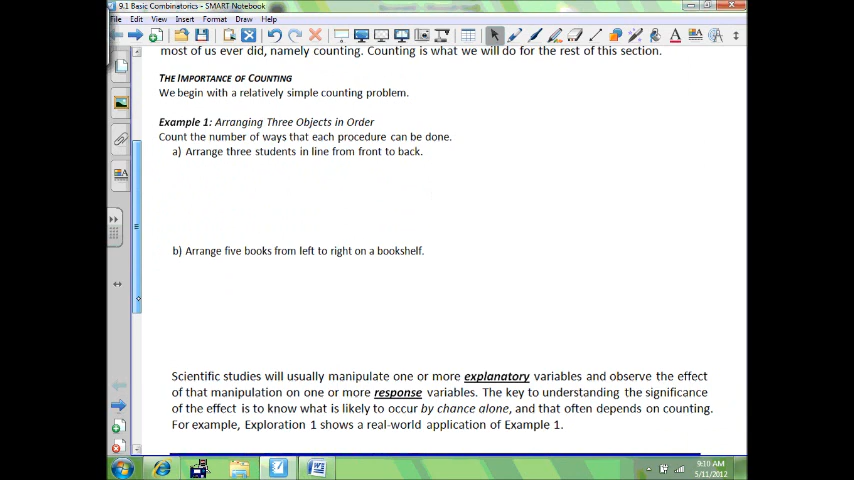 9.1 Basic Combinatorics - SMART Notebook
File Edit View Insert Format Draw Help
most of us ever did, namely counting. Counting is what we will do for the rest of this section.
THE IMPORTANCE OF COUNTING
We begin with a relatively simple counting problem.
Example 1: Arranging Three Objects in Order
Count the number of ways that each procedure can be done.
a) Arrange three students in line from front to back.
b) Arrange five books from left to right on a bookshelf.
Scientific studies will usually manipulate one or more explanatory variables and observe the effect
of that manipulation on one or more response variables. The key to understanding the significance
of the effect is to know what is likely to occur by chance alone, and that often depends on counting.
For example, Exploration 1 shows a real-world application of Example 1.
9:10 AM
5/11/2012